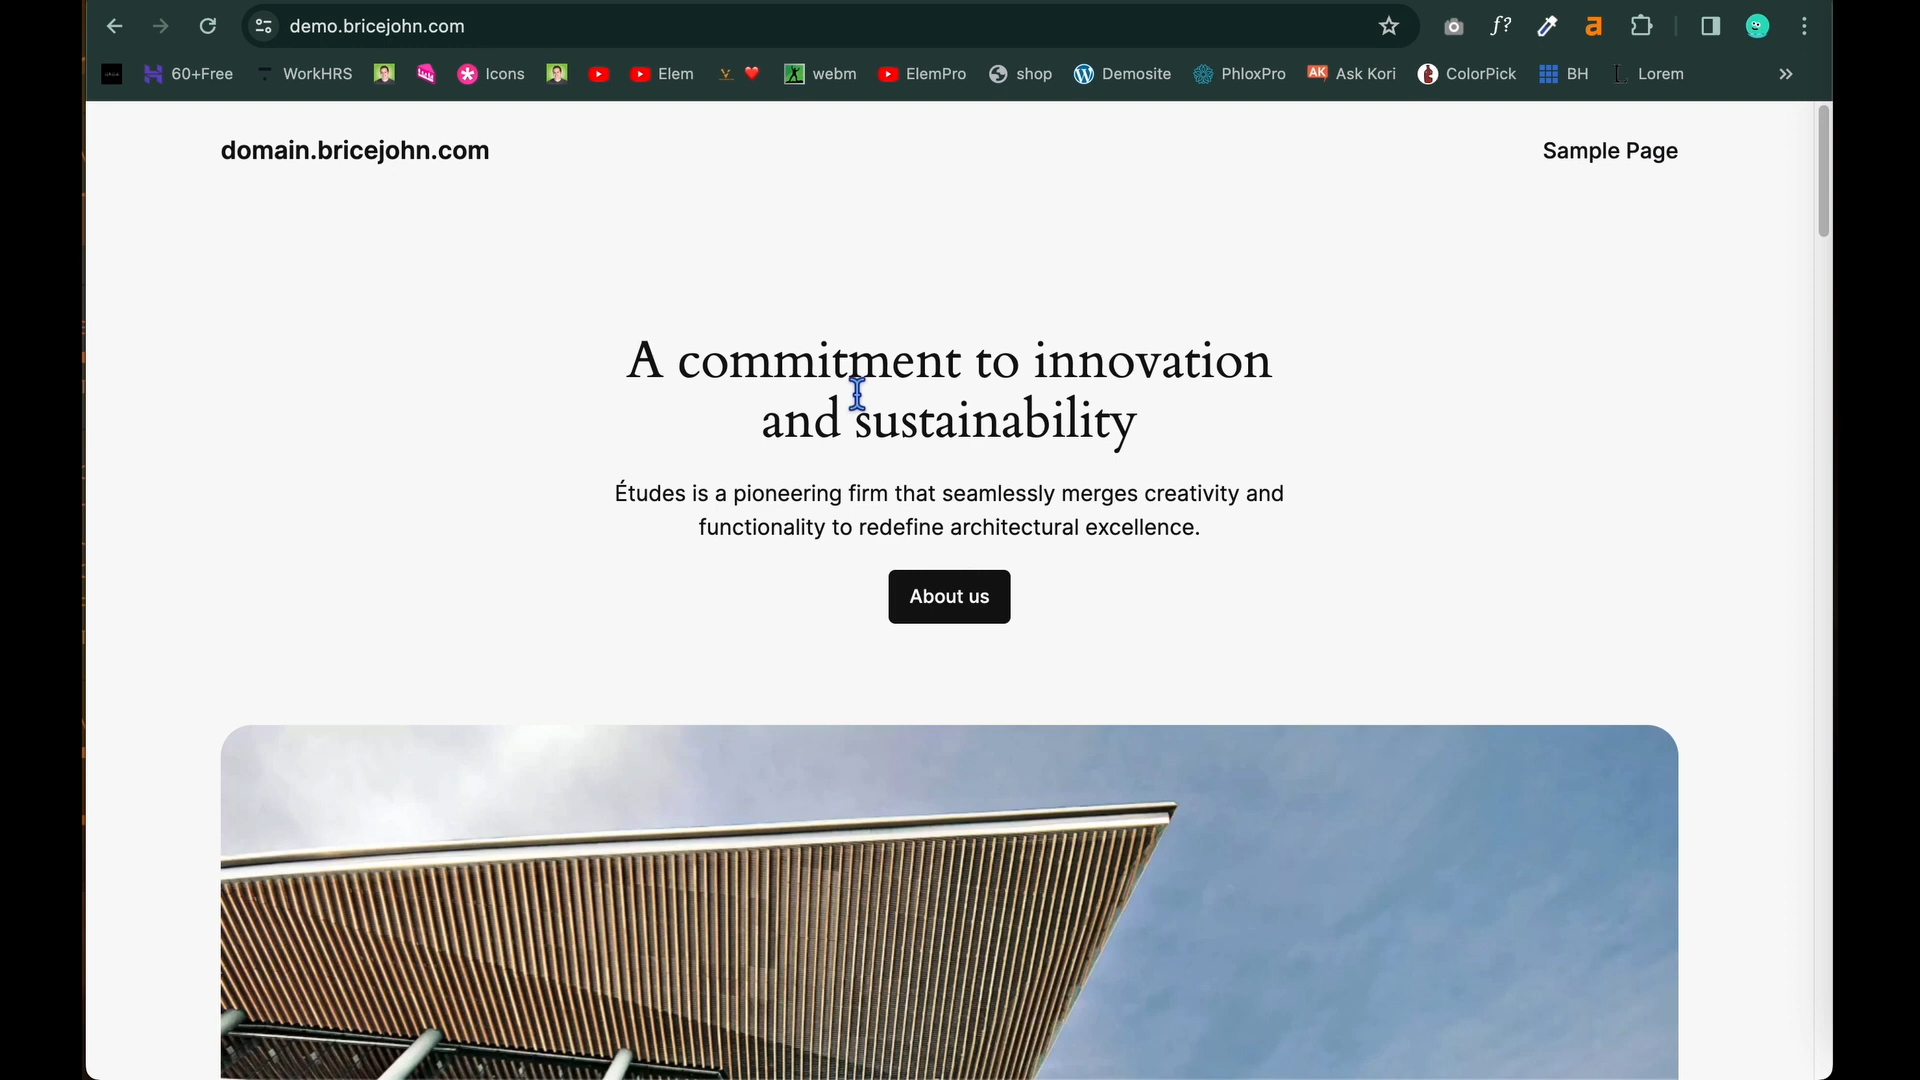 demo.bricejohn.com
60+Free WorkHRS Icons Elem webm ElemPro shop Demosite PhloxPro AK Ask Kori ColorPick BH Lorem
domain.bricejohn.com
Sample Page
A commitment to innovation
and sustainability
Études is a pioneering firm that seamlessly merges creativity and
functionality to redefine architectural excellence.
About us